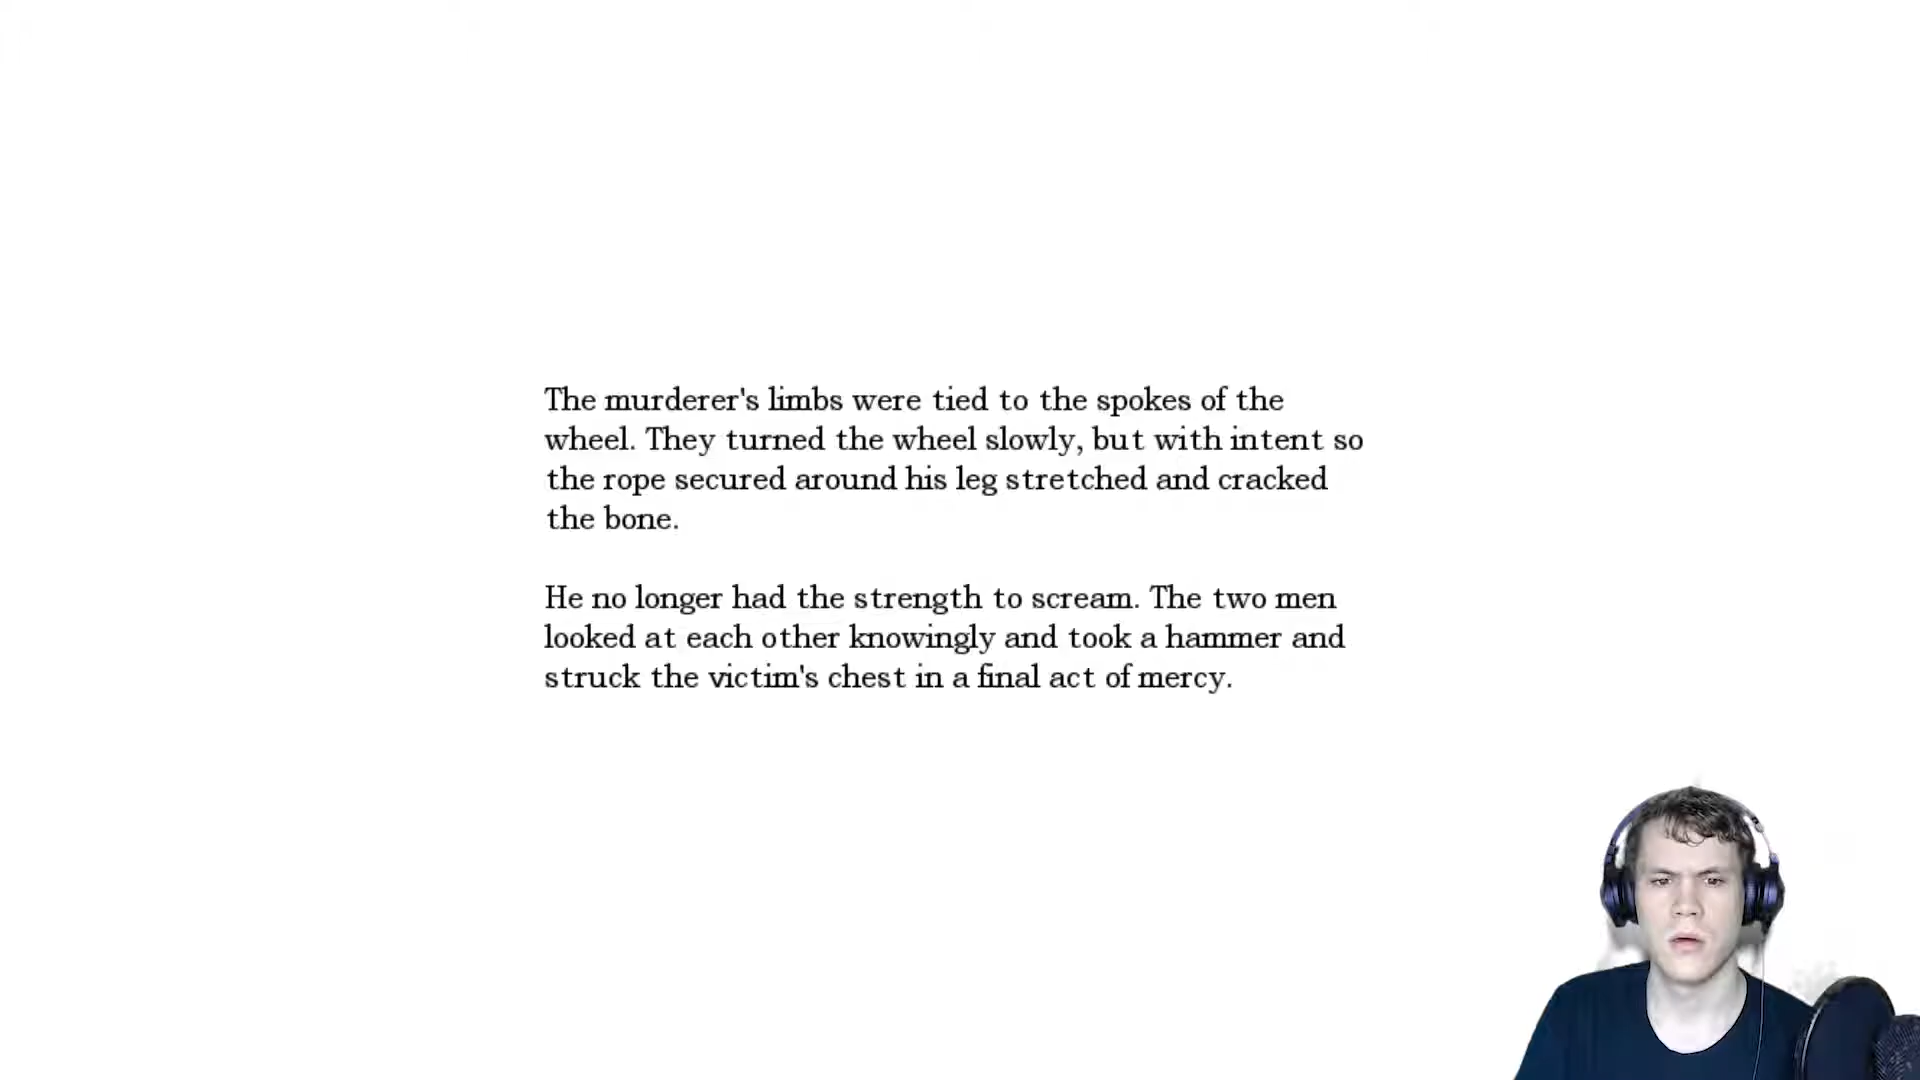 The murderer's limbs were tied to the spokes of the
wheel. They turned the wheel slowly, but with intent so
the rope secured around his leg stretched and cracked
the bone.
He no longer had the strength to scream. The two men
looked at each other knowingly and took a hammer and
struck the victim's chest in a final act of mercy.